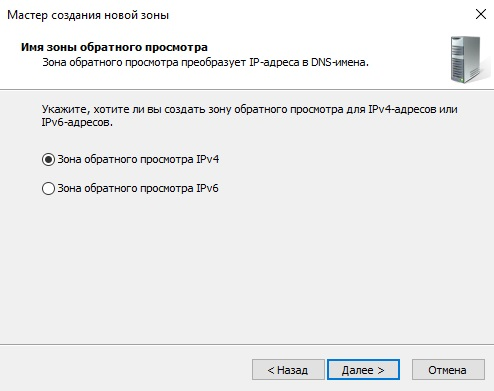 Мастер создания новой зоны
Имя зоны обратного просмотра
Зона обратного просмотра преобразует IP-адреса в DNS-имена.
Укажите, хотите ли вы создать зону обратного просмотра для IPv4-адресов или
IPv6-адресов.
Зона обратного просмотра IPv4
Зона обратного просмотра IPv6
< Назад
Далее >
Отмена